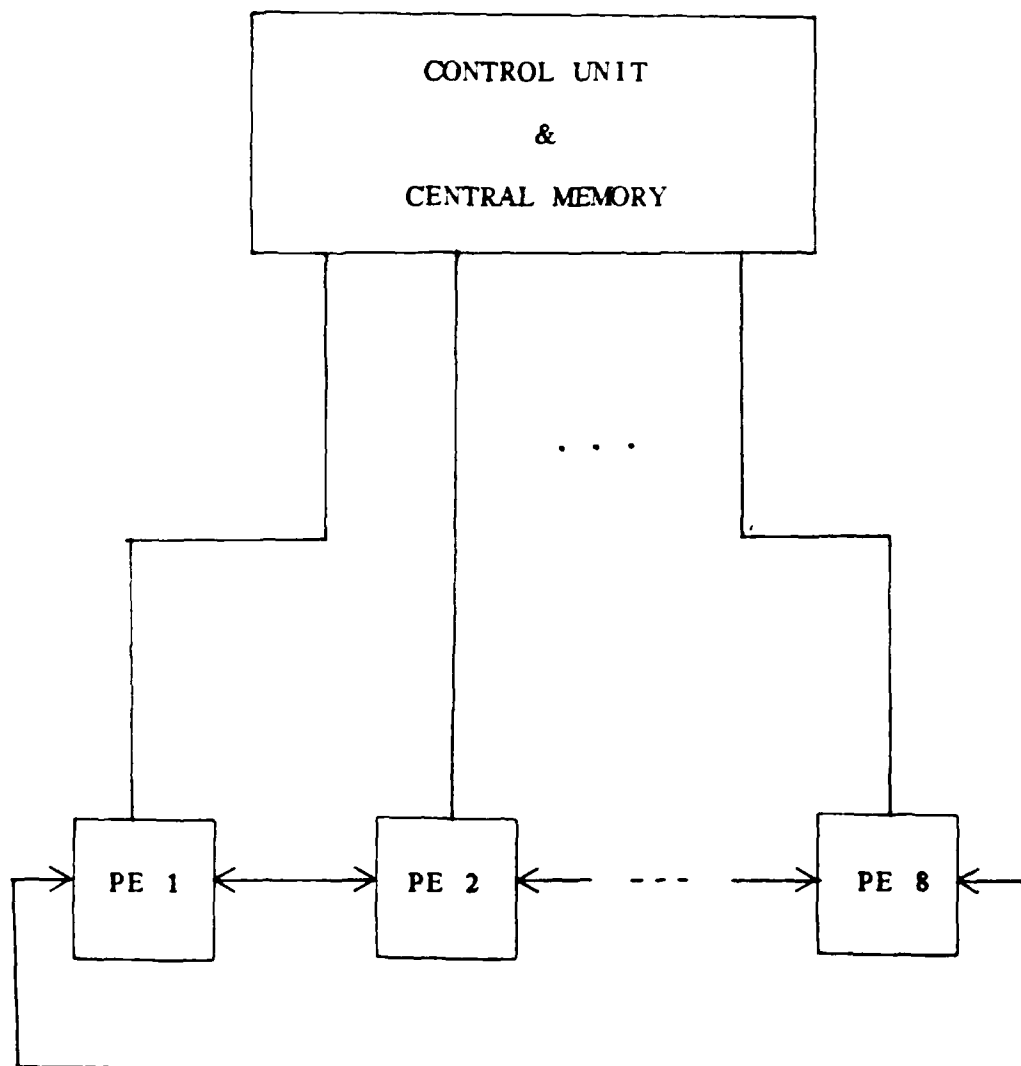 CONTROL UNIT
&
CENTRAL MEMORY
. . .
PE 1
PE 2
---
PE 8